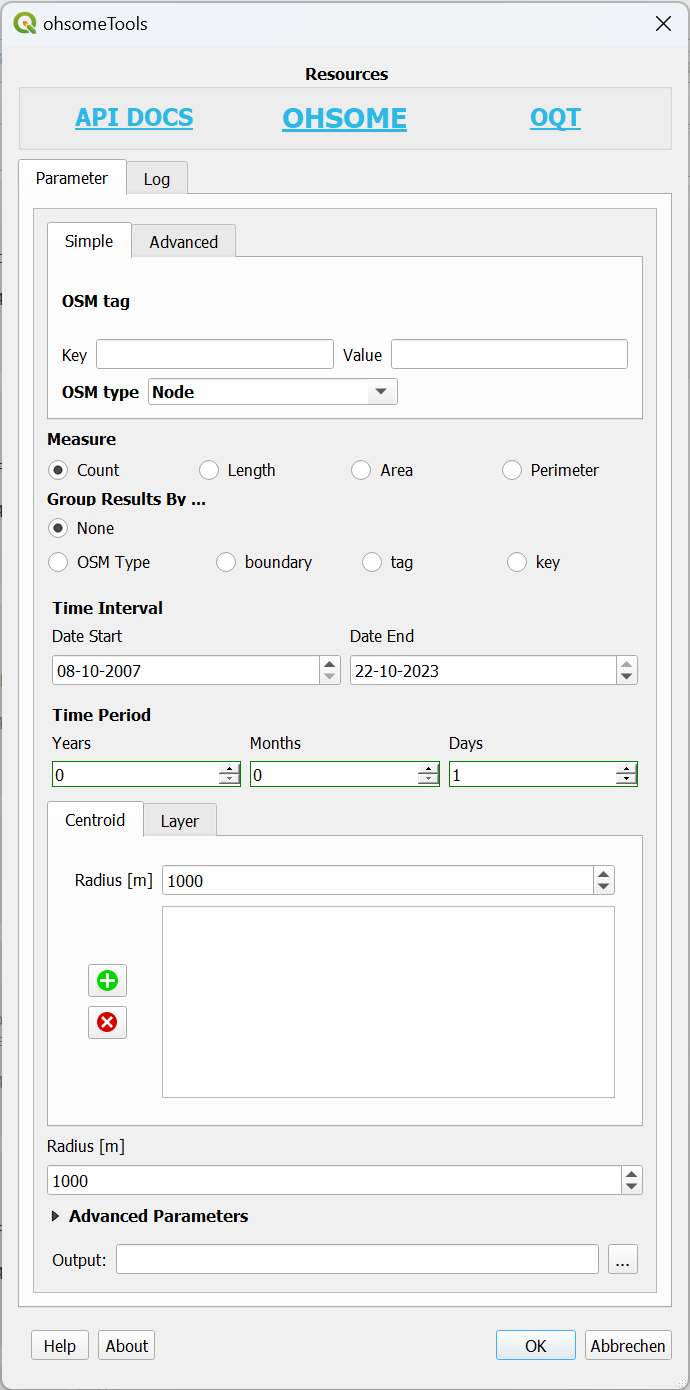 ohsomeTools
Resources
API DOCS OHSOME OQT
Parameter Log
Simple Advanced
OSM tag
Key Value
OSM type Node
Measure
Count Length Area Perimeter
Group Results By ...
None
OSM Type boundary tag key
Time Interval
Date Start Date End
08-10-2007 22-10-2023
Time Period
Years Months Days
0 0 1
Centroid Layer
Radius [m] 1000
Radius [m]
1000
Advanced Parameters
Output: ...
Help About OK Abbrechen